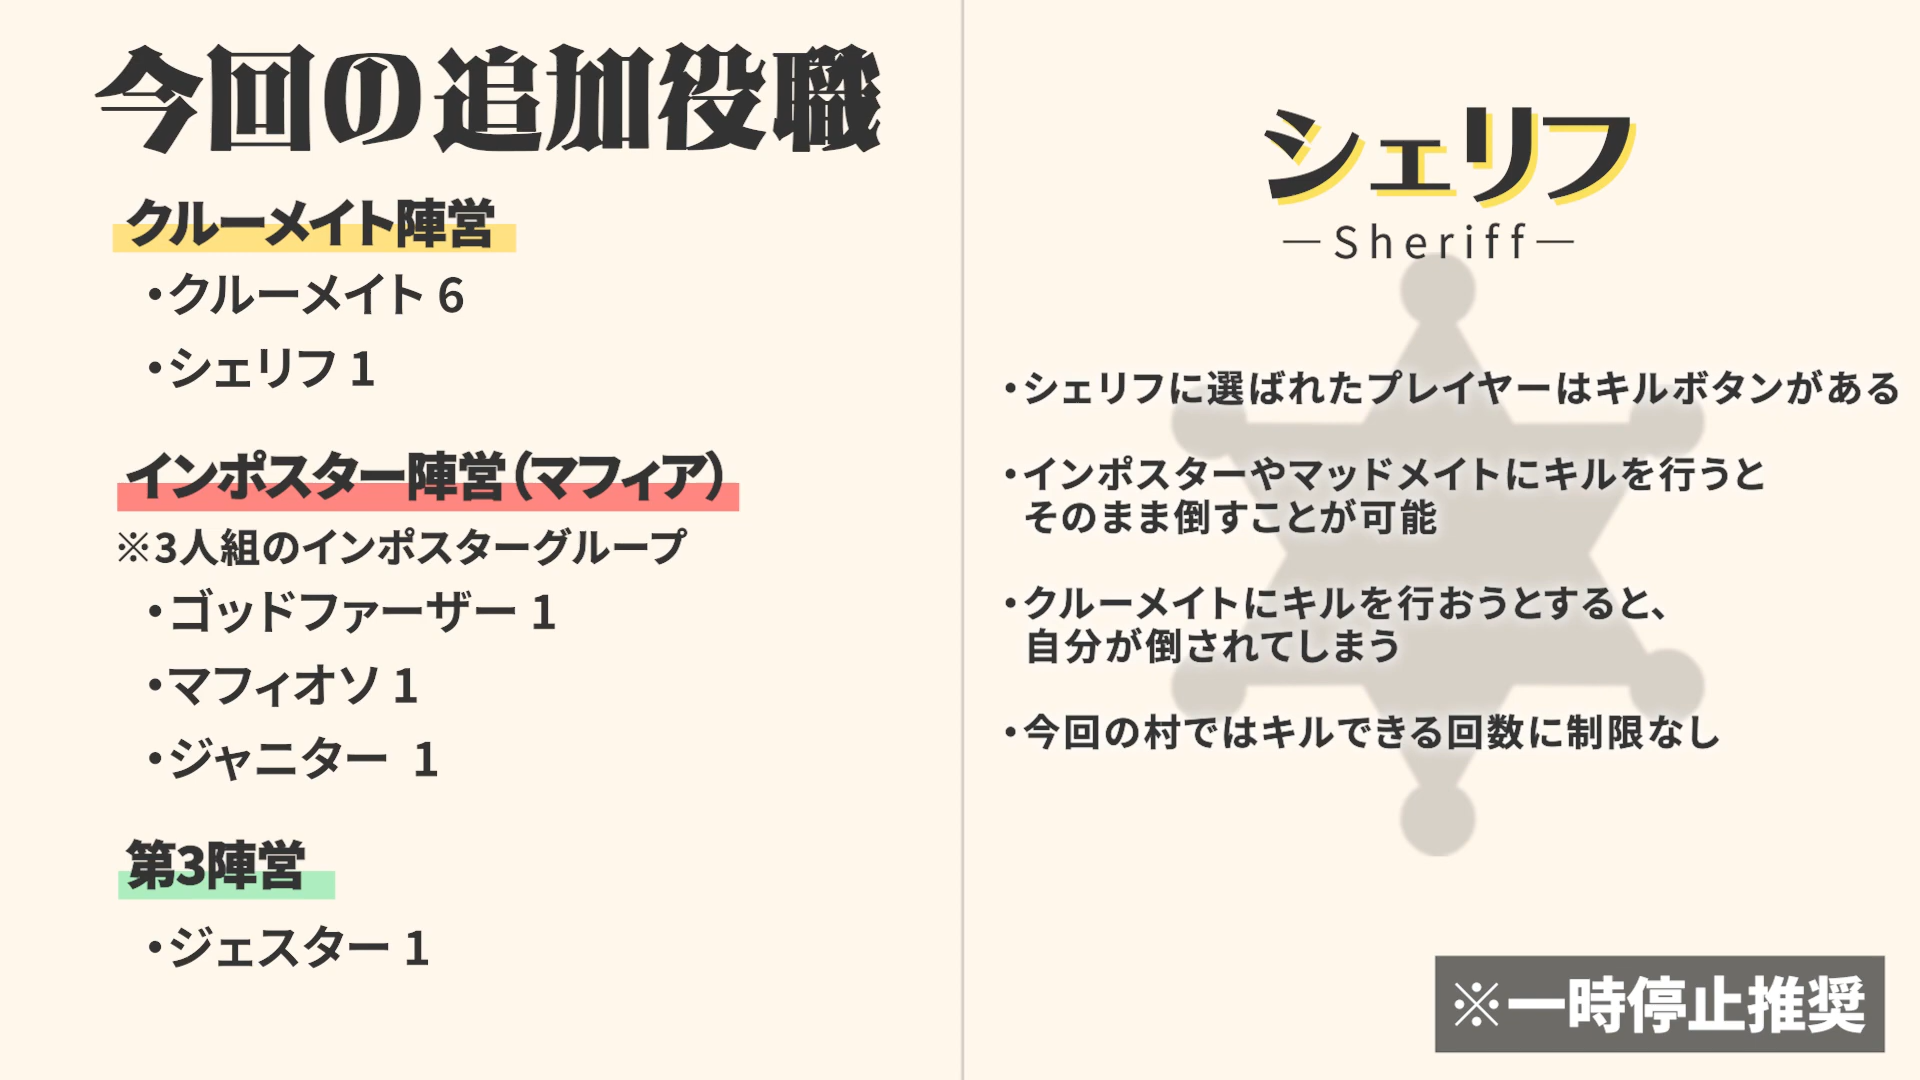 今回の追加役職
クルーメイト陣営
・クルーメイト 6
・シェリフ 1
インポスター陣営（マフィア）
※3人組のインポスターグループ
・ゴッドファーザー 1
・マフィオソ 1
・ジャニター 1
第3陣営
・ジェスター 1
シェリフ
―Sheriff―
・シェリフに選ばれたプレイヤーはキルボタンがある
・インポスターやマッドメイトにキルを行うと
そのまま倒すことが可能
・クルーメイトにキルを行おうとすると、
自分が倒されてしまう
・今回の村ではキルできる回数に制限なし
※一時停止推奨